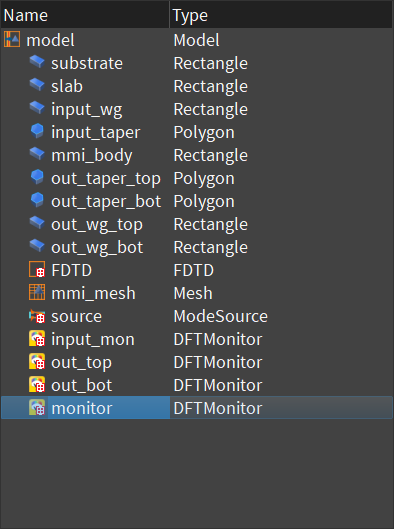 Name Type
model Model
substrate Rectangle
slab Rectangle
input_wg Rectangle
input_taper Polygon
mmi_body Rectangle
out_taper_top Polygon
out_taper_bot Polygon
out_wg_top Rectangle
out_wg_bot Rectangle
FDTD FDTD
mmi_mesh Mesh
source ModeSource
input_mon DFTMonitor
out_top DFTMonitor
out_bot DFTMonitor
monitor DFTMonitor